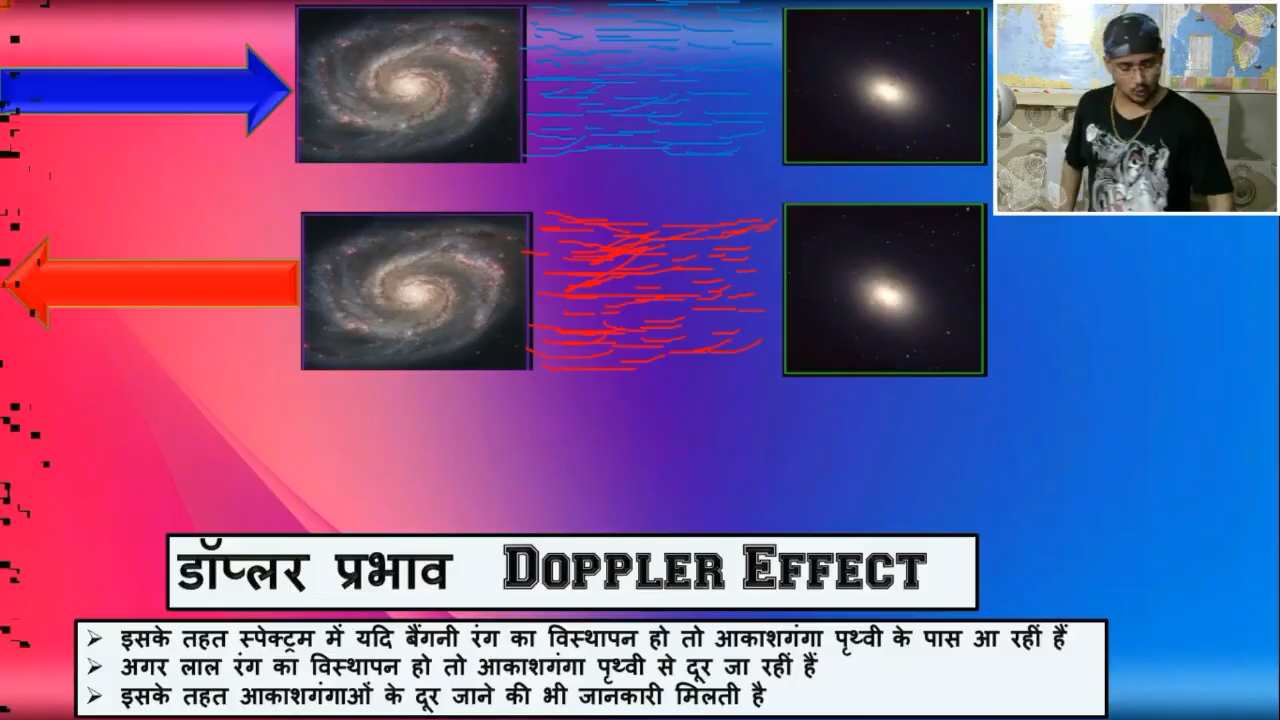 डॉप्लर प्रभाव DOPPLER EFFECT
➢ इसके तहत स्पेक्ट्रम में यदि बैंगनी रंग का विस्थापन हो तो आकाशगंगा पृथ्वी के पास आ रहीं हैं
➢ अगर लाल रंग का विस्थापन हो तो आकाशगंगा पृथ्वी से दूर जा रहीं हैं
➢ इसके तहत आकाशगंगाओं के दूर जाने की भी जानकारी मिलती है